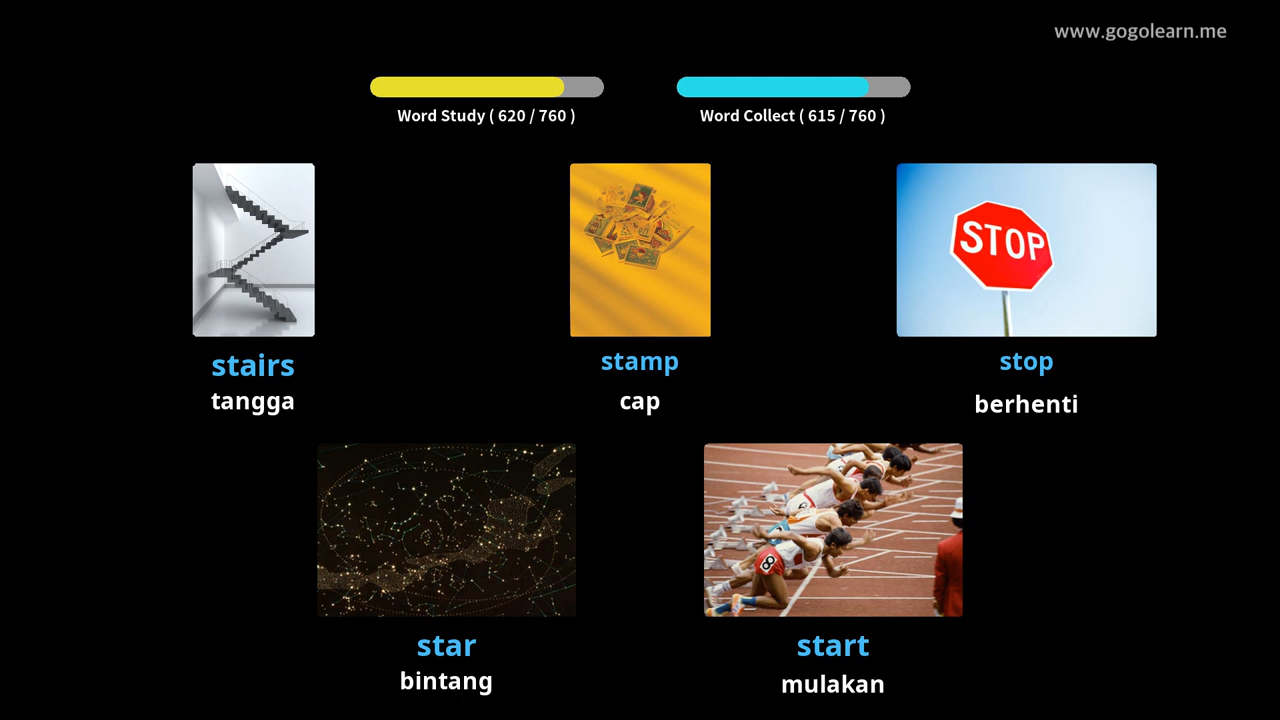 www.gogolearn.me
Word Study ( 620 / 760 )
Word Collect ( 615 / 760 )
STOP
stairs
tangga
stamp
cap
stop
berhenti
8
star
bintang
start
mulakan